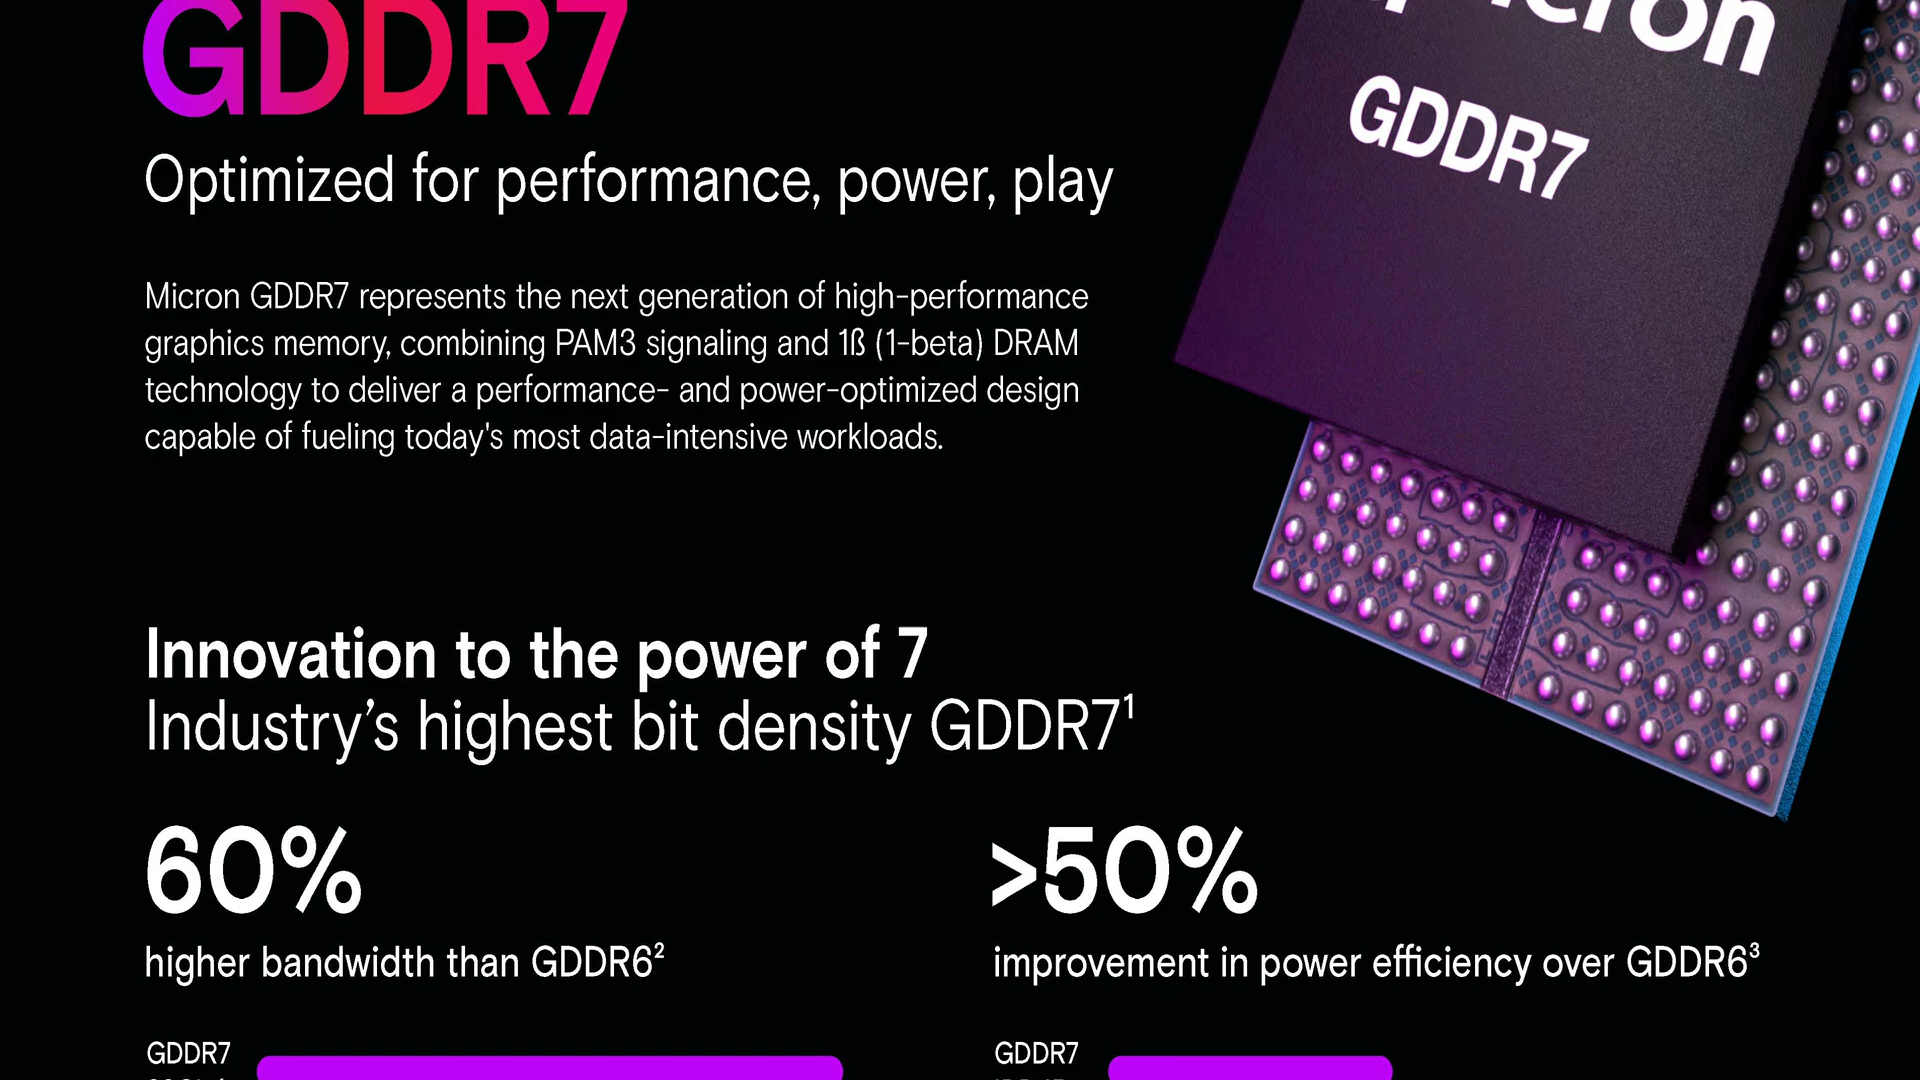 GDDR7
Optimized for performance, power, play
Micron GDDR7 represents the next generation of high-performance
graphics memory, combining PAM3 signaling and 1ß (1-beta) DRAM
technology to deliver a performance- and power-optimized design
capable of fueling today's most data-intensive workloads.
GDDR7
Innovation to the power of 7
Industry’s highest bit density GDDR7¹
60%
higher bandwidth than GDDR6²
>50%
improvement in power efficiency over GDDR6³
GDDR7
GDDR7